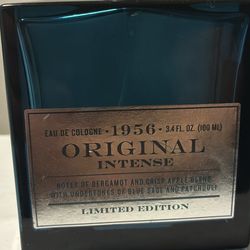 EAU DE COLOGNE · 1956 · 3.4 FL. OZ. (100 ML)
ORIGINAL
INTENSE
NOTES OF BERGAMOT AND CRISP APPLE BLEND
WITH UNDERTONES OF BLUE SAGE AND PATCHOULI
LIMITED EDITION